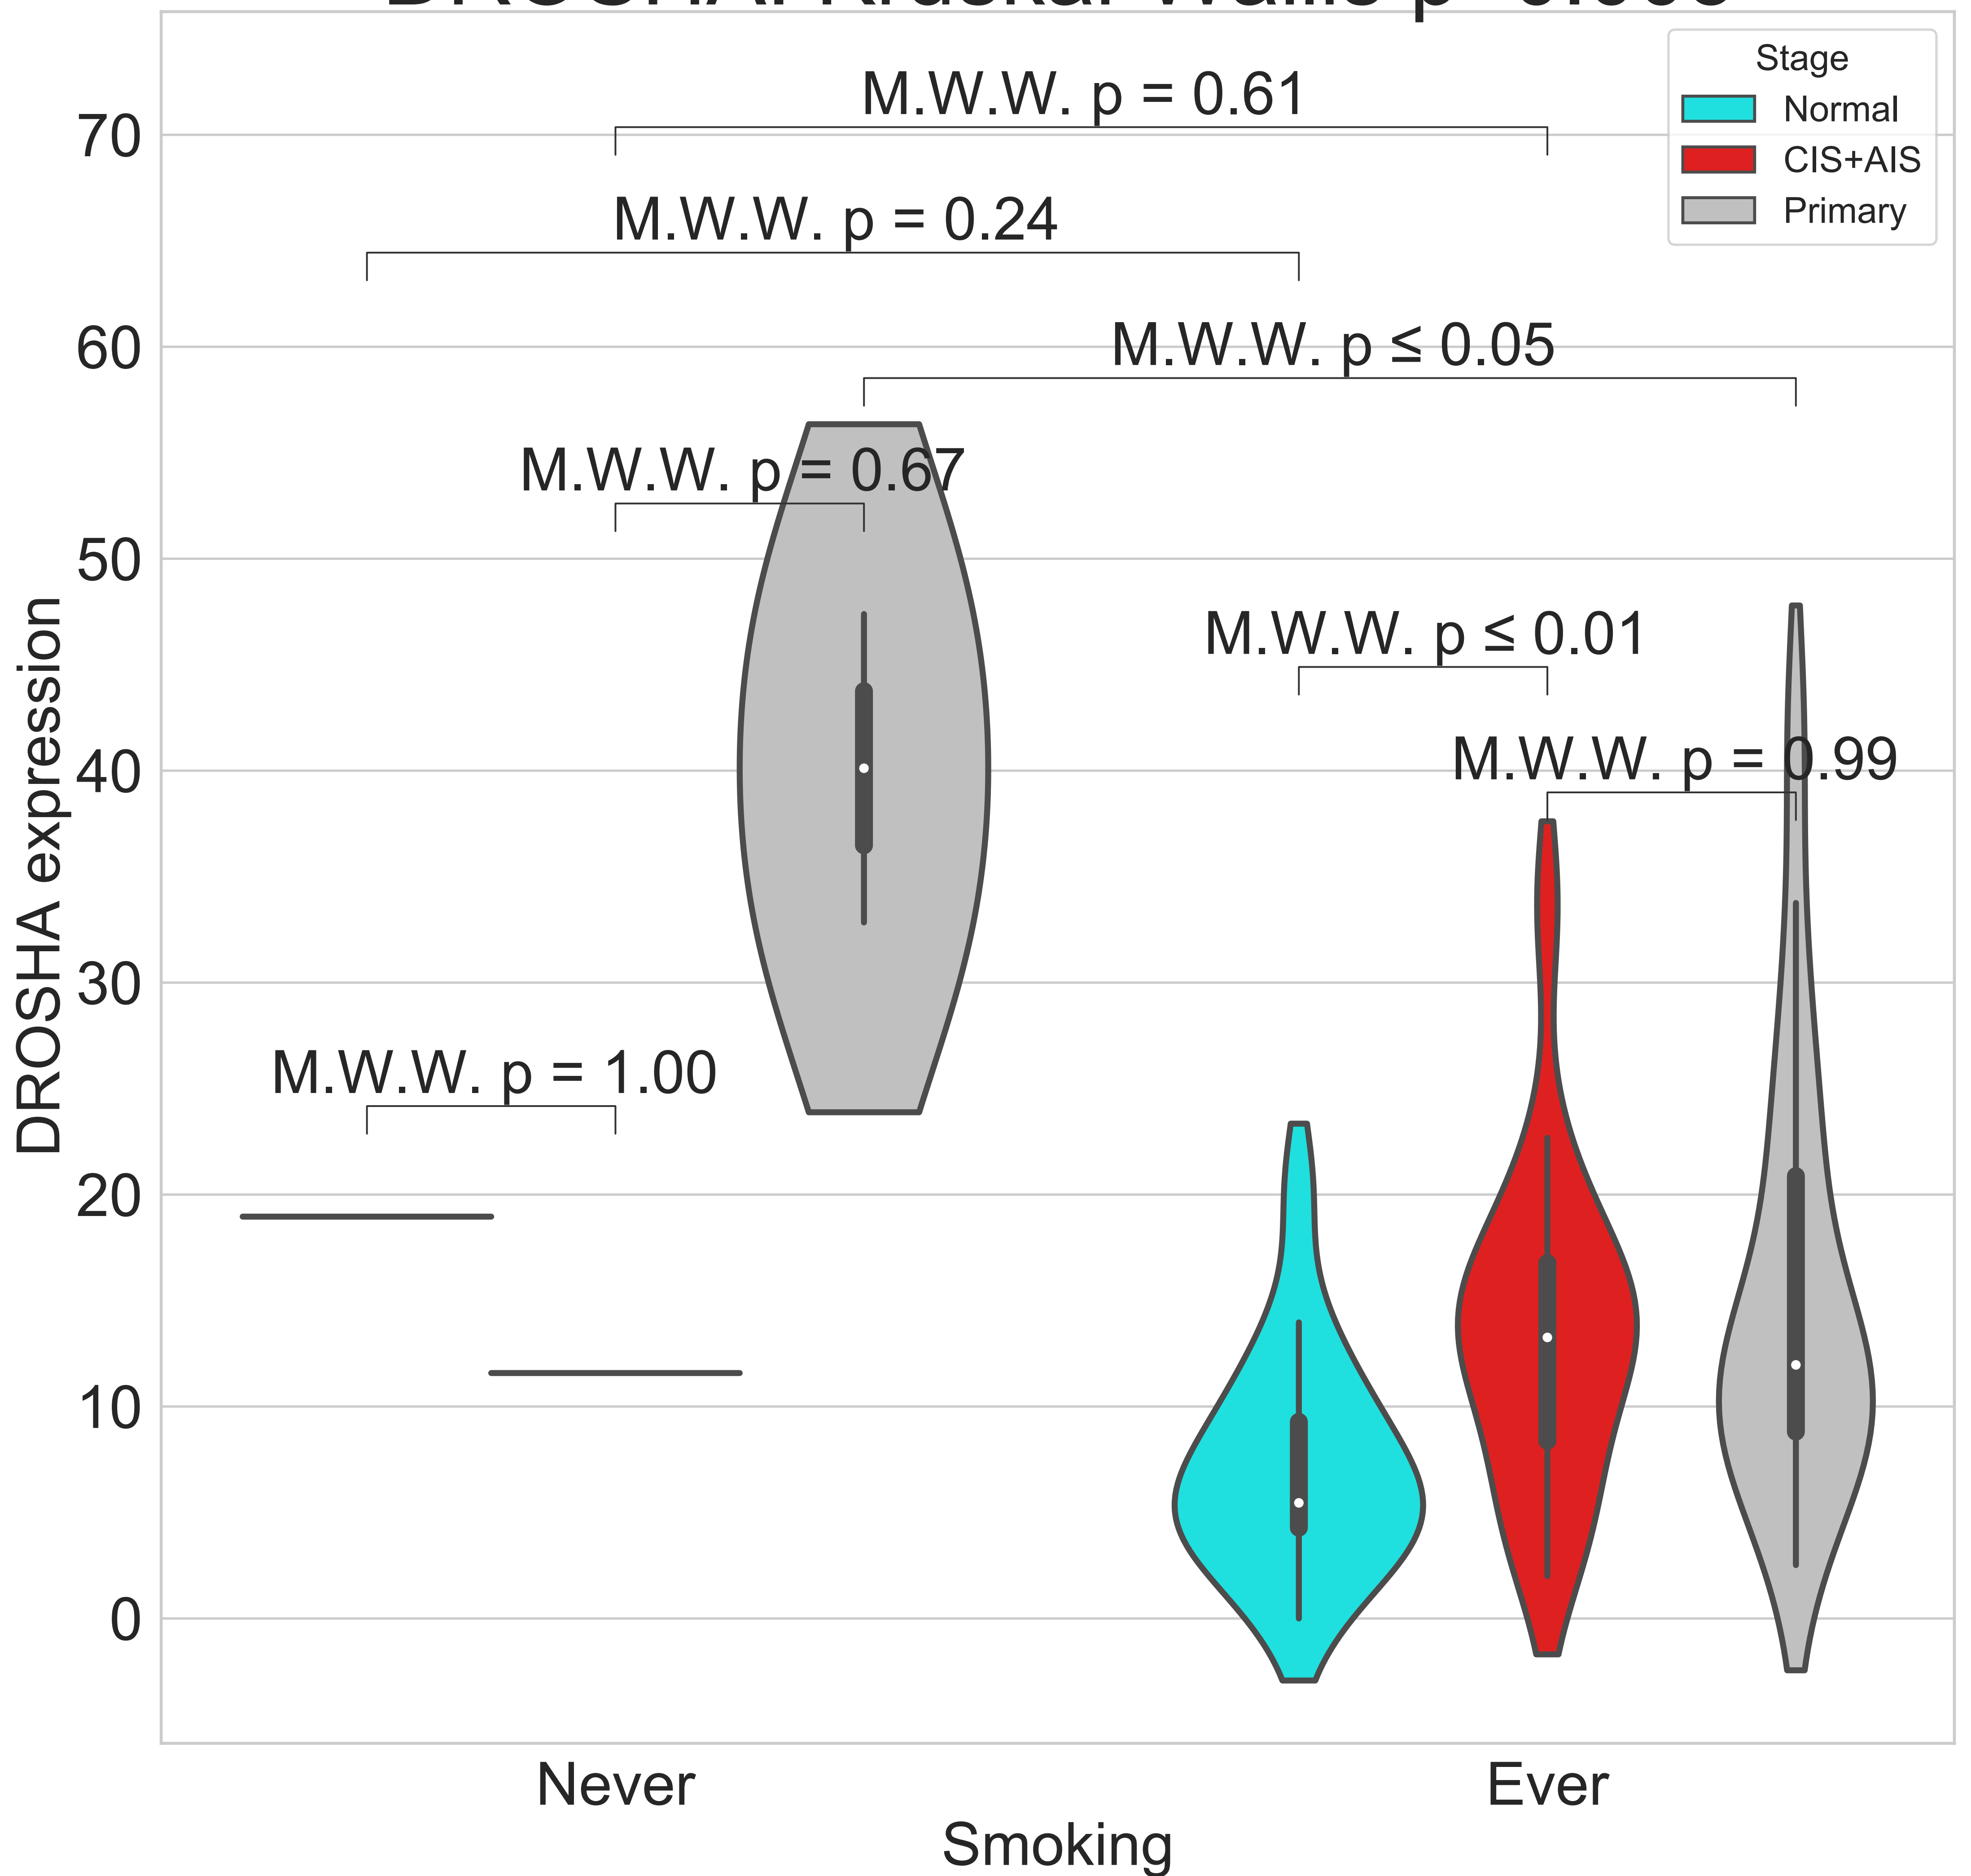 Stage
Normal
CIS+AIS
Primary
M.W.W. p = 0.61
M.W.W. p = 0.24
M.W.W. p ≤ 0.05
M.W.W. p = 0.67
M.W.W. p ≤ 0.01
M.W.W. p = 0.99
M.W.W. p = 1.00
DROSHA expression
70
60
50
40
30
20
10
0
Never
Ever
Smoking